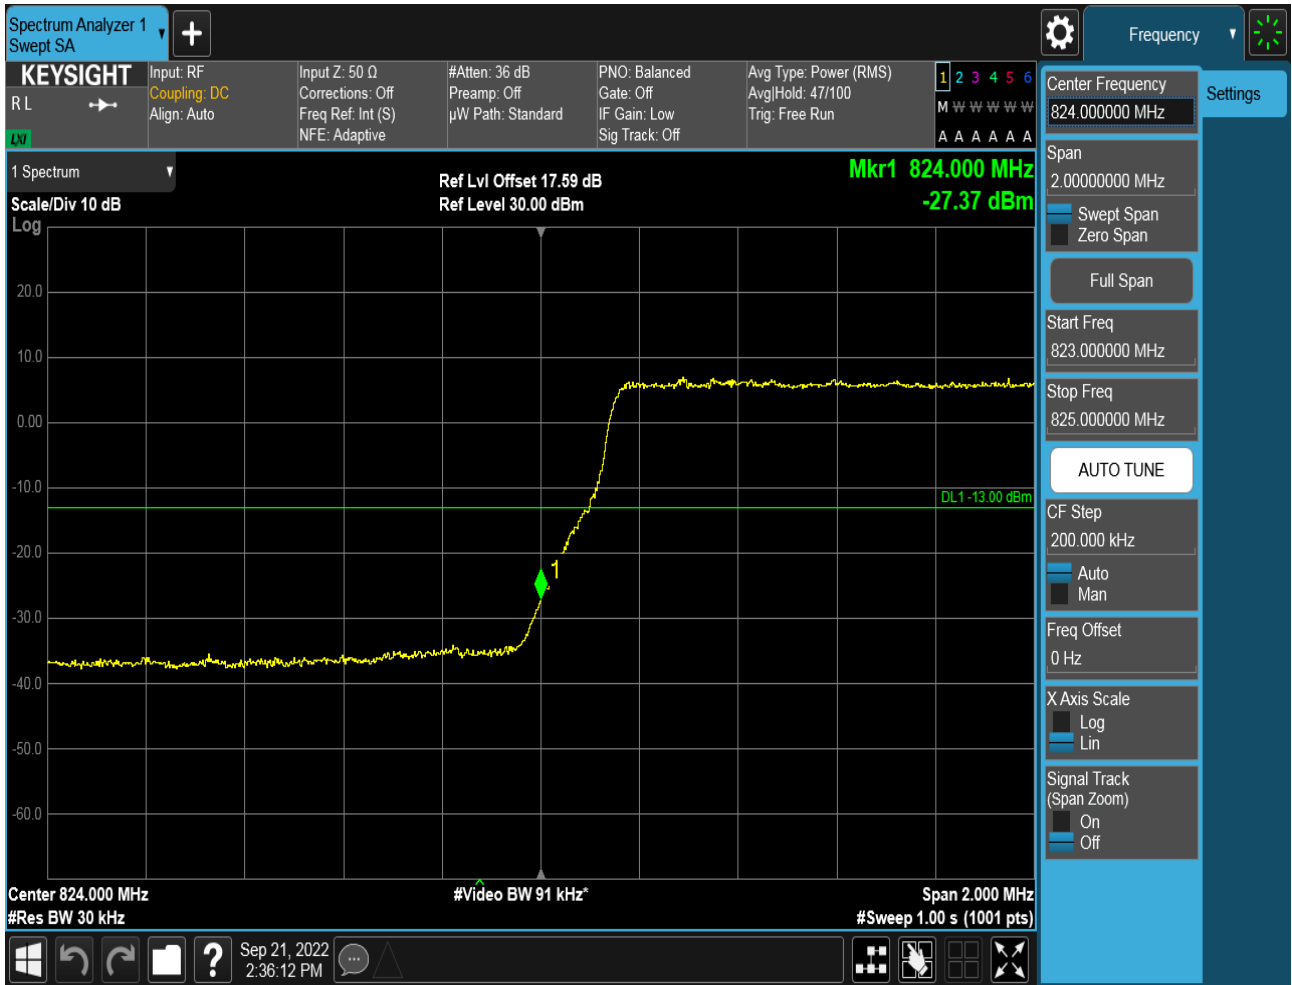 Spectrum Analyzer 1
Swept SA
Frequency
KEYSIGHT
R L
LXI
Input: RF
Coupling: DC
Align: Auto
Input Z: 50 Ω
Corrections: Off
Freq Ref: Int (S)
NFE: Adaptive
#Atten: 36 dB
Preamp: Off
µW Path: Standard
PNO: Balanced
Gate: Off
IF Gain: Low
Sig Track: Off
Avg Type: Power (RMS)
Avg|Hold: 47/100
Trig: Free Run
1 2 3 4 5 6
M W W W W W
A A A A A A
1 Spectrum
Scale/Div 10 dB
Log
Ref Lvl Offset 17.59 dB
Ref Level 30.00 dBm
Mkr1 824.000 MHz
-27.37 dBm
20.0
10.0
0.00
-10.0
-20.0
-30.0
-40.0
-50.0
-60.0
DL1 -13.00 dBm
1
Center 824.000 MHz
#Res BW 30 kHz
#Video BW 91 kHz*
Span 2.000 MHz
#Sweep 1.00 s (1001 pts)
Center Frequency
824.000000 MHz
Settings
Span
2.00000000 MHz
Swept Span
Zero Span
Full Span
Start Freq
823.000000 MHz
Stop Freq
825.000000 MHz
AUTO TUNE
CF Step
200.000 kHz
Auto
Man
Freq Offset
0 Hz
X Axis Scale
Log
Lin
Signal Track
(Span Zoom)
On
Off
?
Sep 21, 2022
2:36:12 PM